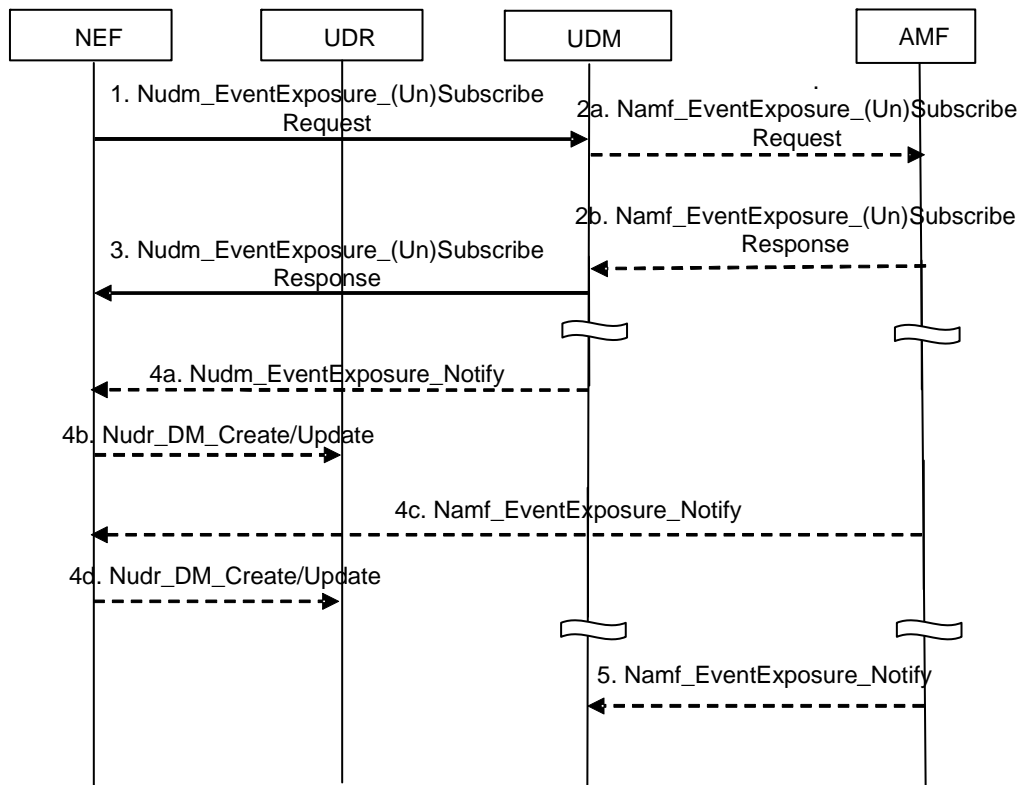 NEF
UDR
UDM
AMF
1. Nudm_EventExposure_(Un)Subscribe
Request
.
2a. Namf_EventExposure_(Un)Subscribe
Request
2b. Namf_EventExposure_(Un)Subscribe
Response
3. Nudm_EventExposure_(Un)Subscribe
Response
4a. Nudm_EventExposure_Notify
4b. Nudr_DM_Create/Update
4c. Namf_EventExposure_Notify
4d. Nudr_DM_Create/Update
5. Namf_EventExposure_Notify